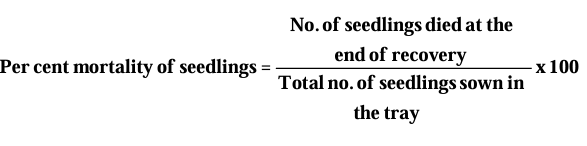 No. of seedlings died at the
end of recovery
Per cent mortality of seedlings = x 100
Total no. of seedlings sown in
the tray